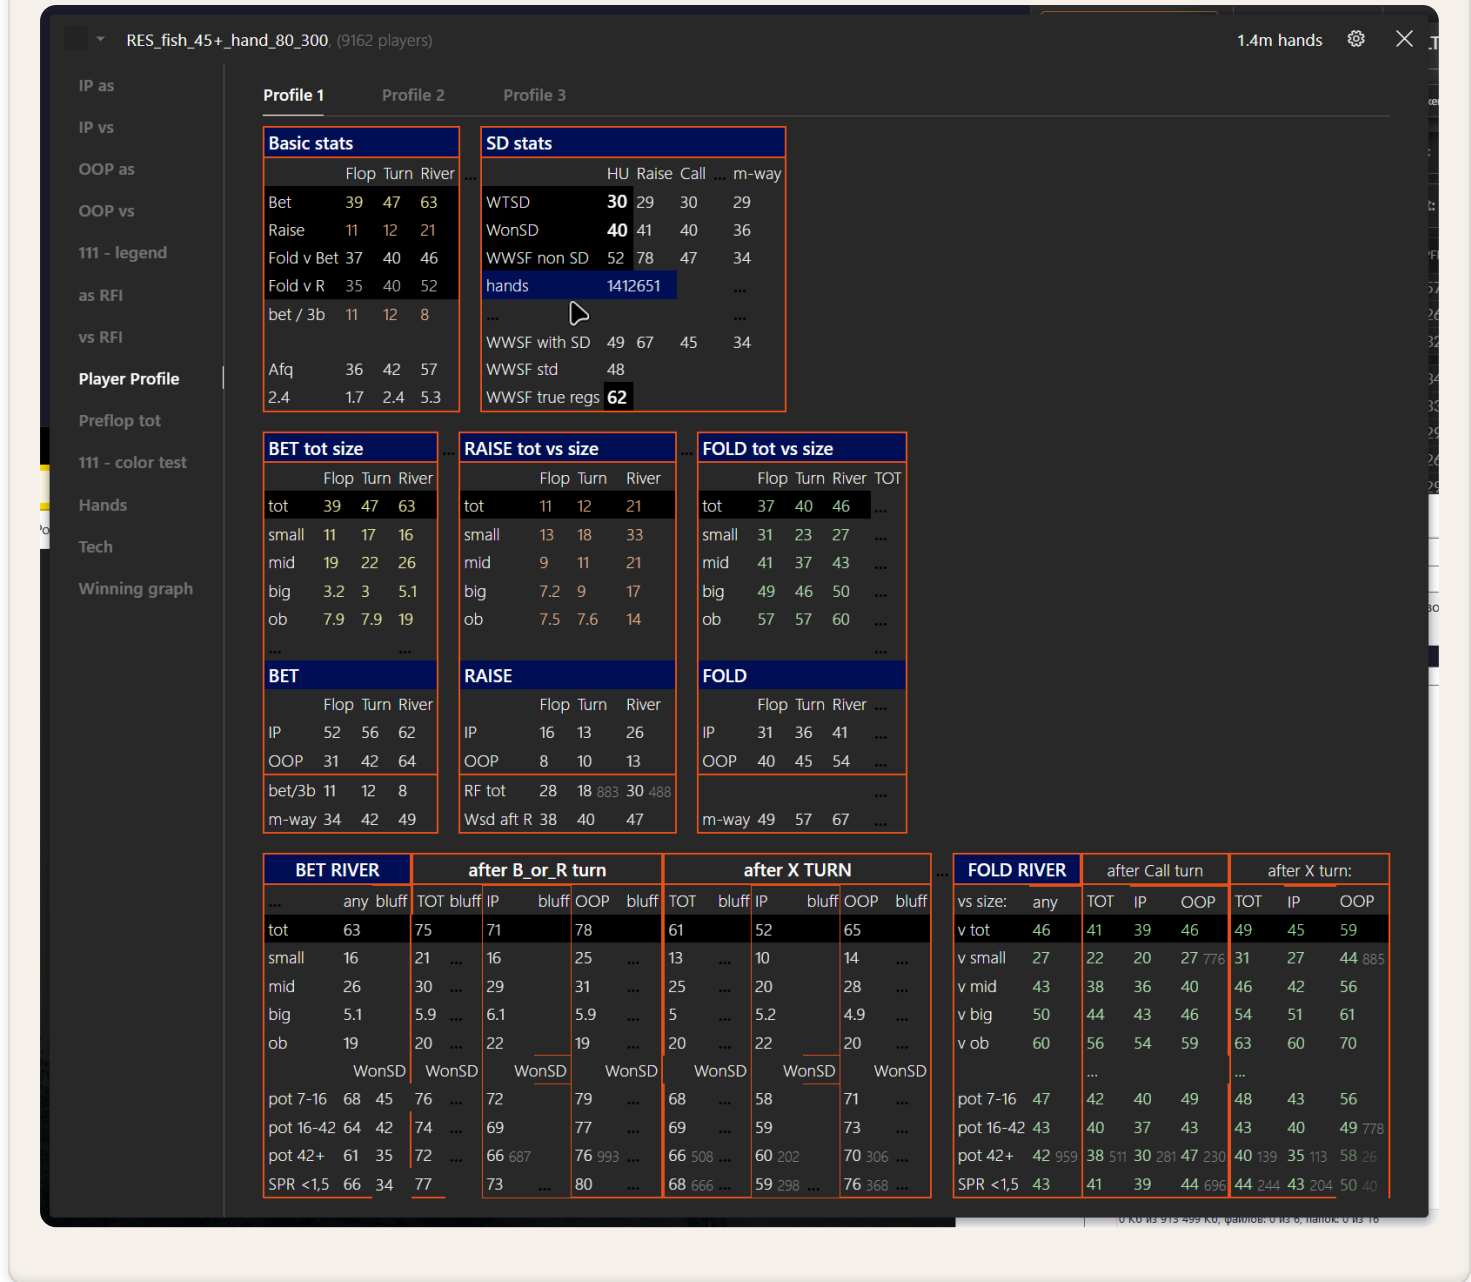 RES_fish_45+_hand_80_300, (9162 players) 1.4m hands
IP as
IP vs
OOP as
OOP vs
111 - legend
as RFI
vs RFI
Player Profile
Preflop tot
111 - color test
Hands
Tech
Winning graph
Profile 1 Profile 2 Profile 3
Basic stats
Flop Turn River ...
Bet 39 47 63
Raise 11 12 21
Fold v Bet 37 40 46
Fold v R 35 40 52
bet / 3b 11 12 8
Afq 36 42 57
2.4 1.7 2.4 5.3
SD stats
HU Raise Call ... m-way
WTSD 30 29 30 29
WonSD 40 41 40 36
WWSF non SD 52 78 47 34
hands 1412651 ...
... ...
WWSF with SD 49 67 45 34
WWSF std 48
WWSF true regs 62
BET tot size ...
Flop Turn River
tot 39 47 63
small 11 17 16
mid 19 22 26
big 3.2 3 5.1
ob 7.9 7.9 19
... ...
BET
Flop Turn River
IP 52 56 62
OOP 31 42 64
bet/3b 11 12 8
m-way 34 42 49
RAISE tot vs size ...
Flop Turn River
tot 11 12 21
small 13 18 33
mid 9 11 21
big 7.2 9 17
ob 7.5 7.6 14
RAISE
Flop Turn River
IP 16 13 26
OOP 8 10 13
RF tot 28 18 883 30 488
Wsd aft R 38 40 47
FOLD tot vs size
Flop Turn River TOT
tot 37 40 46 ...
small 31 23 27 ...
mid 41 37 43 ...
big 49 46 50 ...
ob 57 57 60 ...
...
FOLD
Flop Turn River ...
IP 31 36 41 ...
OOP 40 45 54 ...
...
m-way 49 57 67 ...
BET RIVER after B_or_R turn after X TURN ...
... any bluff TOT bluff IP bluff OOP bluff TOT bluff IP bluff OOP bluff
tot 63 75 71 78 61 52 65
small 16 21 ... 16 25 ... 13 ... 10 14 ...
mid 26 30 ... 29 31 ... 25 ... 20 28 ...
big 5.1 5.9 ... 6.1 5.9 ... 5 ... 5.2 4.9 ...
ob 19 20 ... 22 19 ... 20 ... 22 20 ...
WonSD WonSD WonSD WonSD WonSD WonSD WonSD
pot 7-16 68 45 76 ... 72 79 ... 68 ... 58 71 ...
pot 16-42 64 42 74 ... 69 77 ... 69 ... 59 73 ...
pot 42+ 61 35 72 ... 66 687 76 993 ... 66 508 ... 60 202 70 306 ...
SPR <1,5 66 34 77 73 ... 80 ... 68 666 ... 59 298 ... 76 368 ...
FOLD RIVER after Call turn after X turn:
vs size: any TOT IP OOP TOT IP OOP
v tot 46 41 39 46 49 45 59
v small 27 22 20 27 776 31 27 44 885
v mid 43 38 36 40 46 42 56
v big 50 44 43 46 54 51 61
v ob 60 56 54 59 63 60 70
... ...
pot 7-16 47 42 40 49 48 43 56
pot 16-42 43 40 37 43 43 40 49 778
pot 42+ 42 959 38 511 30 281 47 230 40 139 35 113 58 26
SPR <1,5 43 41 39 44 696 44 244 43 204 50 40